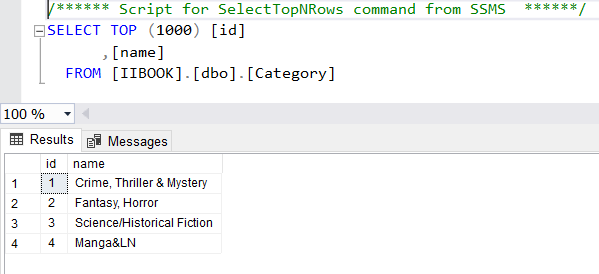 /****** Script for SelectTopNRows command from SSMS  ******/
SELECT TOP (1000) [id]
,[name]
FROM [IIBOOK].[dbo].[Category]
100 %
Results Messages
id name
1 1 Crime, Thriller & Mystery
2 2 Fantasy, Horror
3 3 Science/Historical Fiction
4 4 Manga&LN